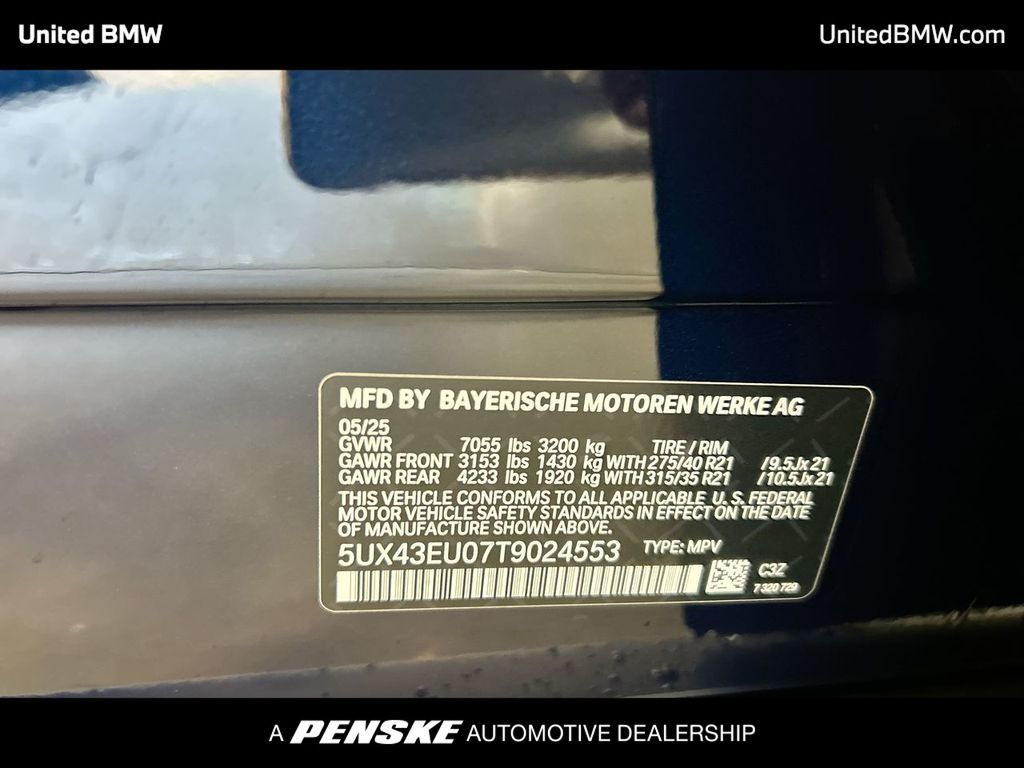 United BMW
UnitedBMW.com
MFD BY BAYERISCHE MOTOREN WERKE AG
05/25
GVWR 7055 lbs 3200 kg TIRE / RIM
GAWR FRONT 3153 lbs 1430 kg WITH 275/40 R21 /9.5Jx21
GAWR REAR 4233 lbs 1920 kg WITH 315/35 R21 /10.5Jx21
THIS VEHICLE CONFORMS TO ALL APPLICABLE U.S. FEDERAL
MOTOR VEHICLE SAFETY STANDARDS IN EFFECT ON THE DATE
OF MANUFACTURE SHOWN ABOVE.
5UX43EU07T9024553 TYPE: MPV
C3Z
7 320 729
A PENSKE AUTOMOTIVE DEALERSHIP